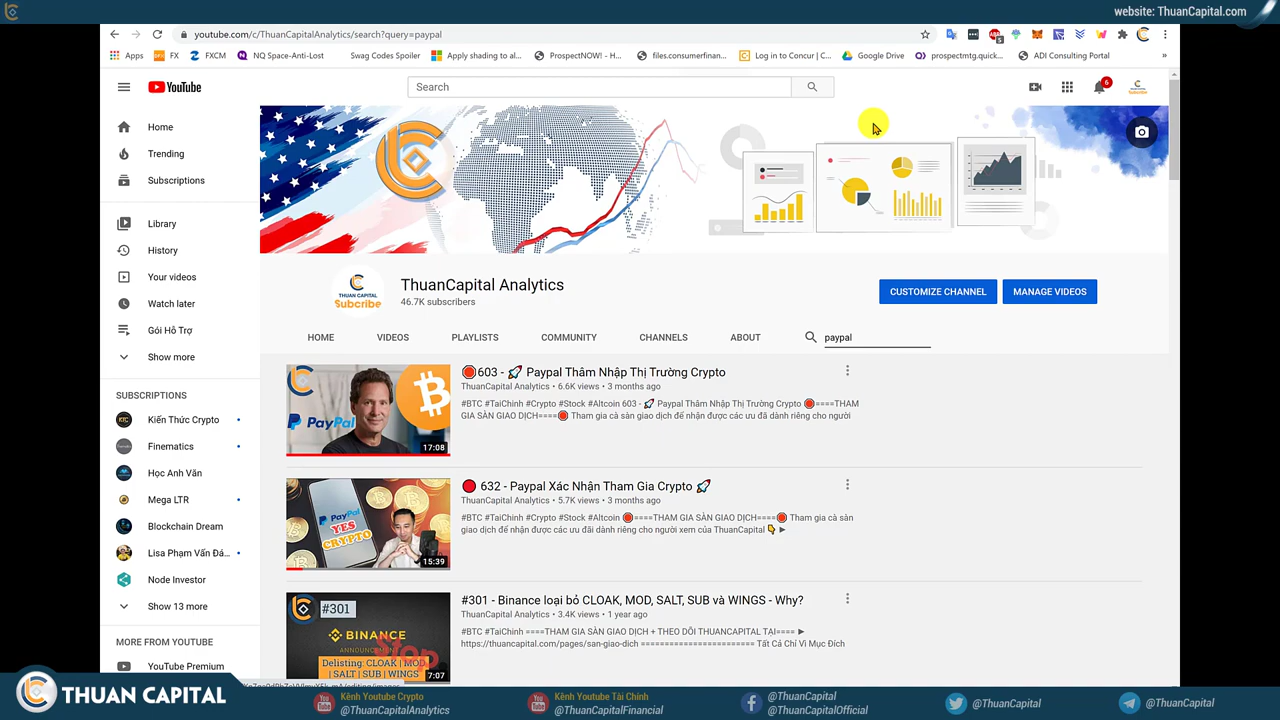 website: ThuanCapital.com
youtube.com/c/ThuanCapitalAnalytics/search?query=paypal
Apps
FX
FXCM
NQ Space-Anti-Lost
Swag Codes Spoiler
Apply shading to al...
ProspectNOW! - H...
files.consumerfinan...
Log in to Concur | C...
Google Drive
prospectmtg.quick...
ADI Consulting Portal
»
YouTube
Search
6
Home
Trending
Subscriptions
Library
History
Your videos
Watch later
Gói Hỗ Trợ
Show more
SUBSCRIPTIONS
Kiến Thức Crypto
Finematics
Học Anh Văn
Mega LTR
Blockchain Dream
Lisa Phạm Vấn Đá...
Node Investor
Show 13 more
MORE FROM YOUTUBE
YouTube Premium
THUAN CAPITAL
Subcribe
ThuanCapital Analytics
46.7K subscribers
CUSTOMIZE CHANNEL
MANAGE VIDEOS
HOME
VIDEOS
PLAYLISTS
COMMUNITY
CHANNELS
ABOUT
paypal
PayPal
17:08
🔴603 - 🚀 Paypal Thâm Nhập Thị Trường Crypto
ThuanCapital Analytics • 6.6K views • 3 months ago
#BTC #TaiChinh #Crypto #Stock #Altcoin 603 - 🚀 Paypal Thâm Nhập Thị Trường Crypto 🔴====THAM
GIA SÀN GIAO DỊCH====🔴 Tham gia cà sàn giao dịch để nhận được các ưu đã dành riêng cho người
PayPal
YES
CRYPTO
15:39
🔴 632 - Paypal Xác Nhận Tham Gia Crypto 🚀
ThuanCapital Analytics • 5.7K views • 3 months ago
#BTC #TaiChinh #Crypto #Stock #Altcoin 🔴====THAM GIA SÀN GIAO DỊCH====🔴 Tham gia cà sàn giao
dịch để nhận được các ưu đãi dành riêng cho người xem của ThuanCapital 👇 ►
#301
BINANCE
ANNOUNCEMENT
Stop
Delisting: CLOAK | MOD
| SALT | SUB | WINGS
7:07
#301 - Binance loại bỏ CLOAK, MOD, SALT, SUB và WINGS - Why?
ThuanCapital Analytics • 3.4K views • 1 year ago
#BTC #TaiChinh ====THAM GIA SÀN GIAO DỊCH + THEO DÕI THUANCAPITAL TẠI==== ►
https://thuancapital.com/pages/san-giao-dich ======================= Tất Cả Chỉ Vì Mục Đích
THUAN CAPITAL
Kênh Youtube Crypto
@ThuanCapitalAnalytics
Kênh Youtube Tài Chính
@ThuanCapitalFinancial
@ThuanCapital
@ThuanCapitalOfficial
@ThuanCapital
@ThuanCapital